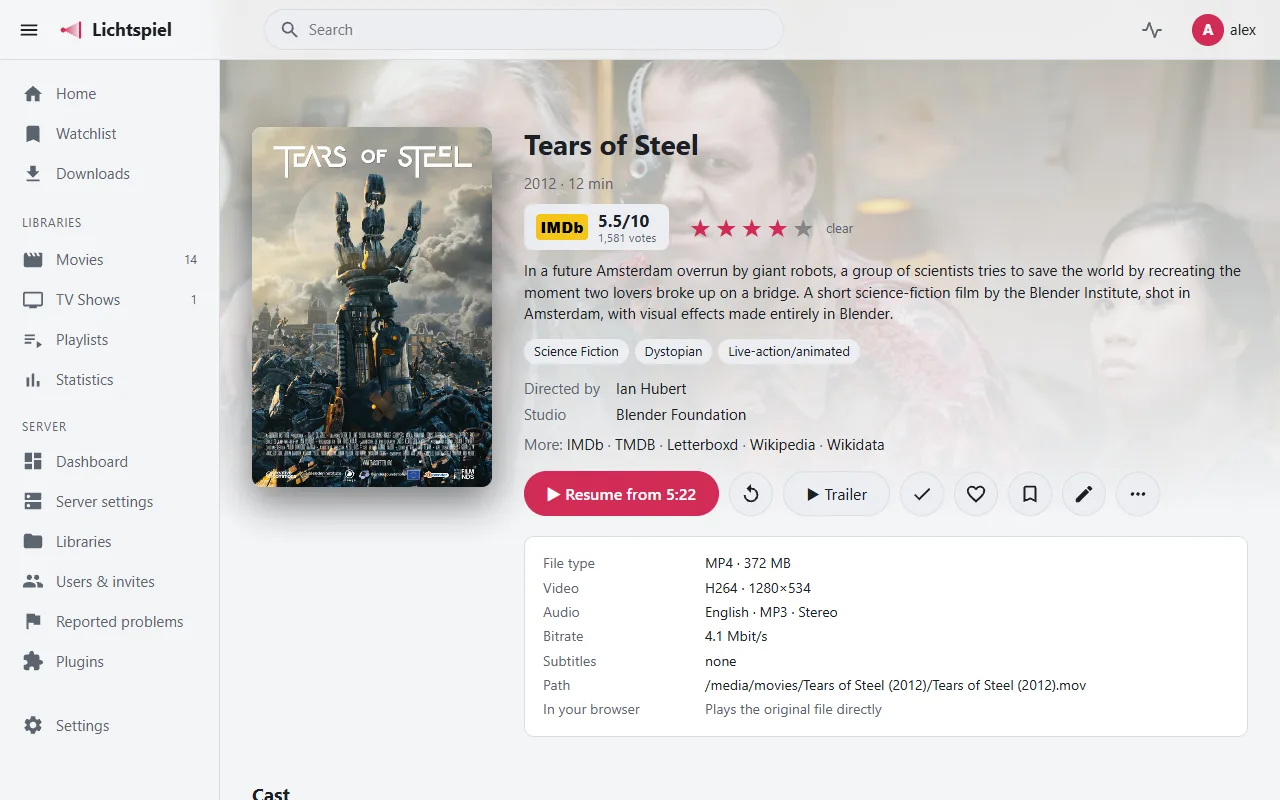 Lichtspiel
Search
A
alex
Home
Watchlist
Downloads
LIBRARIES
Movies 14
TV Shows 1
Playlists
Statistics
SERVER
Dashboard
Server settings
Libraries
Users & invites
Reported problems
Plugins
Settings
TEARS OF STEEL
Tears of Steel
2012 · 12 min
IMDb 5.5/10
1,581 votes
clear
In a future Amsterdam overrun by giant robots, a group of scientists tries to save the world by recreating the
moment two lovers broke up on a bridge. A short science-fiction film by the Blender Institute, shot in
Amsterdam, with visual effects made entirely in Blender.
Science Fiction Dystopian Live-action/animated
Directed by Ian Hubert
Studio Blender Foundation
More: IMDb · TMDB · Letterboxd · Wikipedia · Wikidata
Resume from 5:22
Trailer
File type MP4 · 372 MB
Video H264 · 1280×534
Audio English · MP3 · Stereo
Bitrate 4.1 Mbit/s
Subtitles none
Path /media/movies/Tears of Steel (2012)/Tears of Steel (2012).mov
In your browser Plays the original file directly
Cast